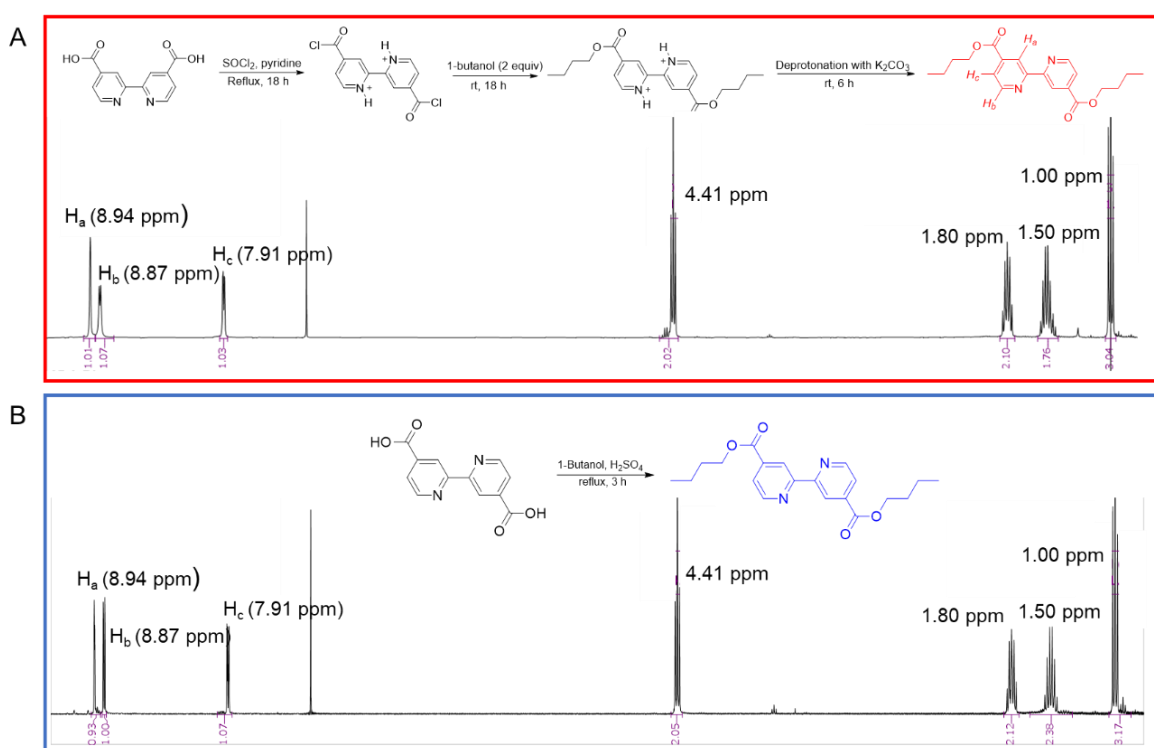 A
SOCl2, pyridine
Reflux, 18 h
1-butanol (2 equiv)
rt, 18 h
Deprotonation with K2CO3
rt, 6 h
O
HO
O
OH
N
N
Cl
O
H
N
+
+
N
H
O
Cl
O
O
H
N
+
+
N
H
O
O
O
O
Ha
Hc
Hb
N
N
O
O
Ha (8.94 ppm)
Hb (8.87 ppm)
Hc (7.91 ppm)
4.41 ppm
1.80 ppm
1.50 ppm
1.00 ppm
1.01
1.07
1.03
2.02
2.10
1.76
3.04
B
O
HO
N
N
O
OH
1-Butanol, H2SO4
reflux, 3 h
O
O
N
N
O
O
Ha (8.94 ppm)
Hb (8.87 ppm
Hc (7.91 ppm)
4.41 ppm
1.80 ppm
1.50 ppm
1.00 ppm
0.93
1.00
1.07
2.05
2.12
2.38
3.17